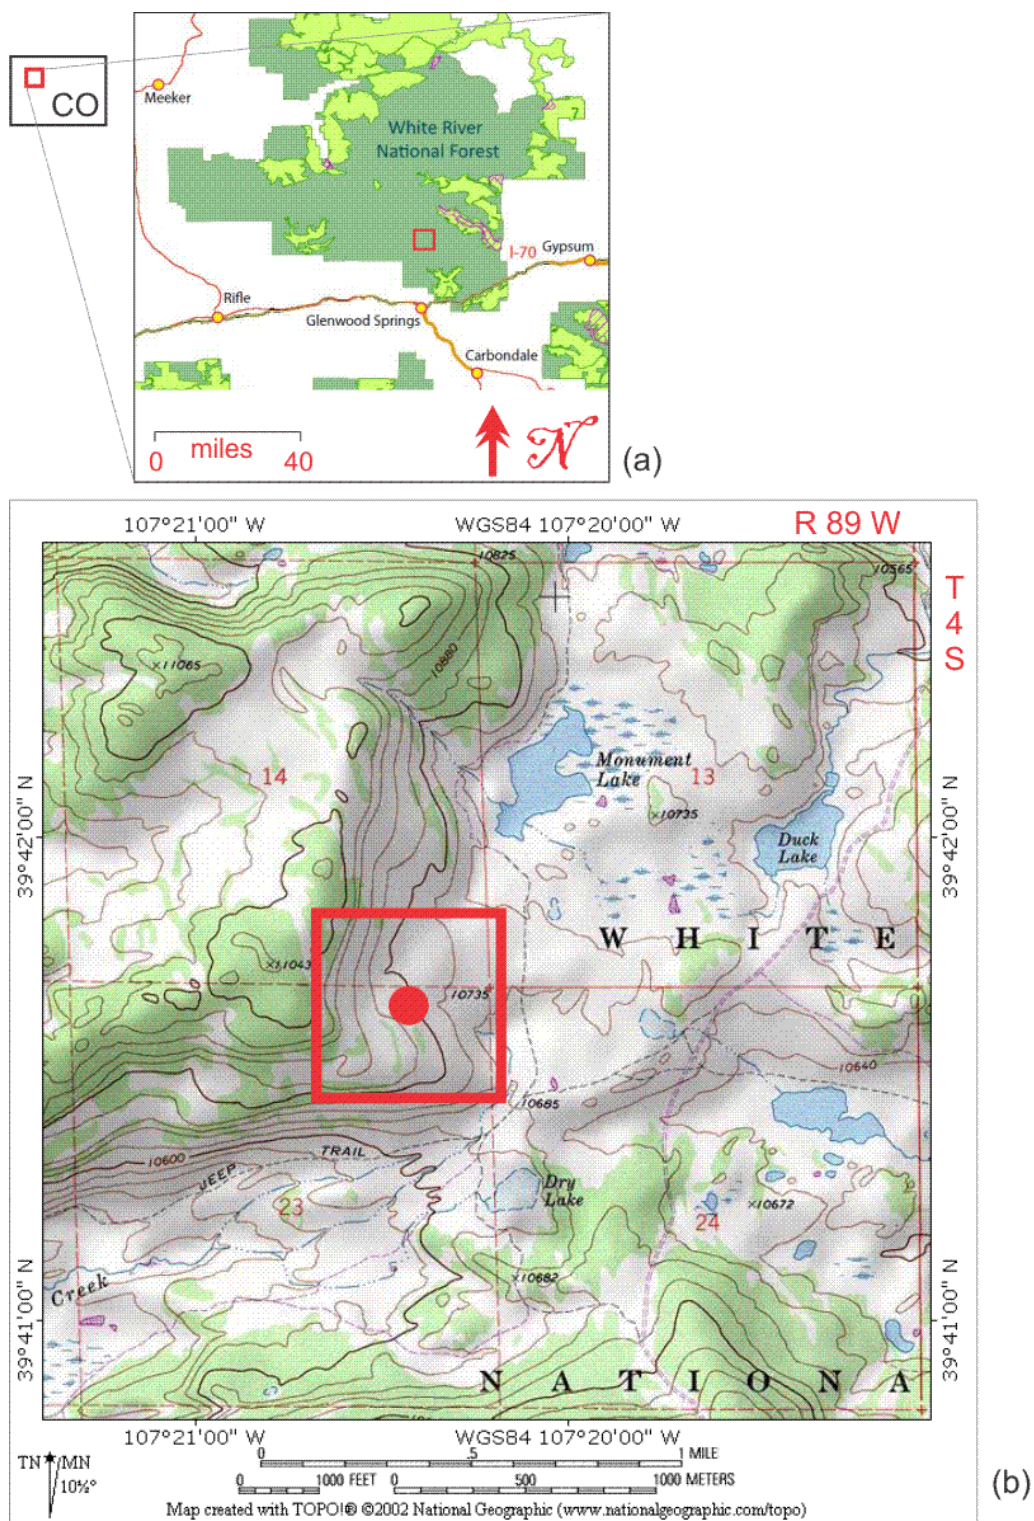 CO
Meeker
White River
National Forest
7
I-70
Gypsum
Rifle
Glenwood Springs
Carbondale
miles
0 40
N
(a)
107°21'00" W WGS84 107°20'00" W
R 89 W
T
4
S
10825
10565
×11065
10880
14
Monument
Lake
13
×10735
Duck
Lake
39°42'00" N
39°42'00" N
W H I T E
×11043
10735
10640
10685
10600
JEEP TRAIL
Dry
Lake
23
24
×10672
×10682
Creek
39°41'00" N
39°41'00" N
N A T I O N A
107°21'00" W WGS84 107°20'00" W
TN MN
10½°
0 .5 1 MILE
0 1000 FEET 0 500 1000 METERS
Map created with TOPO!® ©2002 National Geographic (www.nationalgeographic.com/topo)
(b)